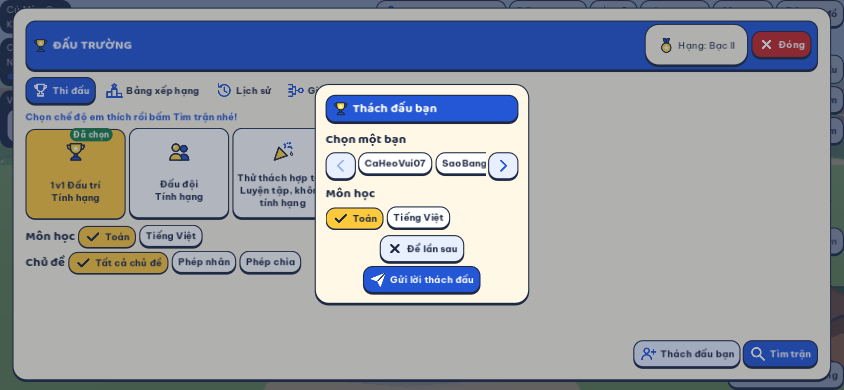 ĐẤU TRƯỜNG
Hạng: Bạc II
Đóng
Thi đấu
Bảng xếp hạng
Lịch sử
Chọn chế độ em thích rồi bấm Tìm trận nhé!
Đã chọn
1v1 Đấu trí
Tính hạng
Đấu đội
Tính hạng
Thử thách hợp
Luyện tập,
tính hạng
Môn học
Toán
Tiếng Việt
Chủ đề
Tất cả chủ đề
Phép nhân
Phép chia
Thách đấu bạn
Chọn một bạn
CaHeoVui07
SaoBang
Môn học
Toán
Tiếng Việt
Để lần sau
Gửi lời thách đấu
Thách đấu bạn
Tìm trận